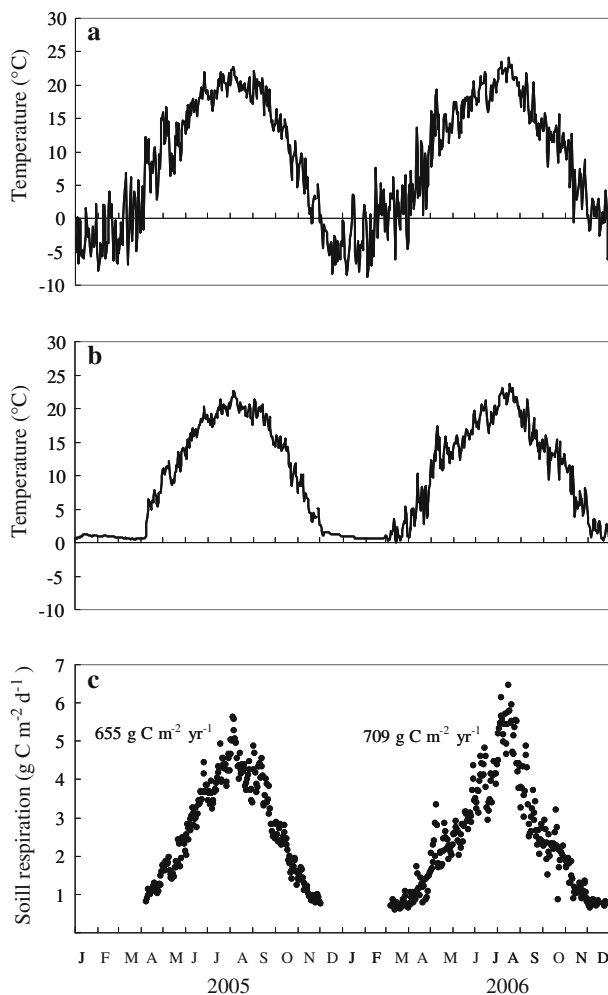 a
Temperature (°C)
30
25
20
15
10
5
0
-5
-10
b
Temperature (°C)
30
25
20
15
10
5
0
-5
-10
c
Soill respiration (g C m-2 d-1)
7
6
5
4
3
2
1
655 g C m-2 yr-1
709 g C m-2 yr-1
J F M A M J J A S O N D J F M A M J J A S O N D
2005 2006